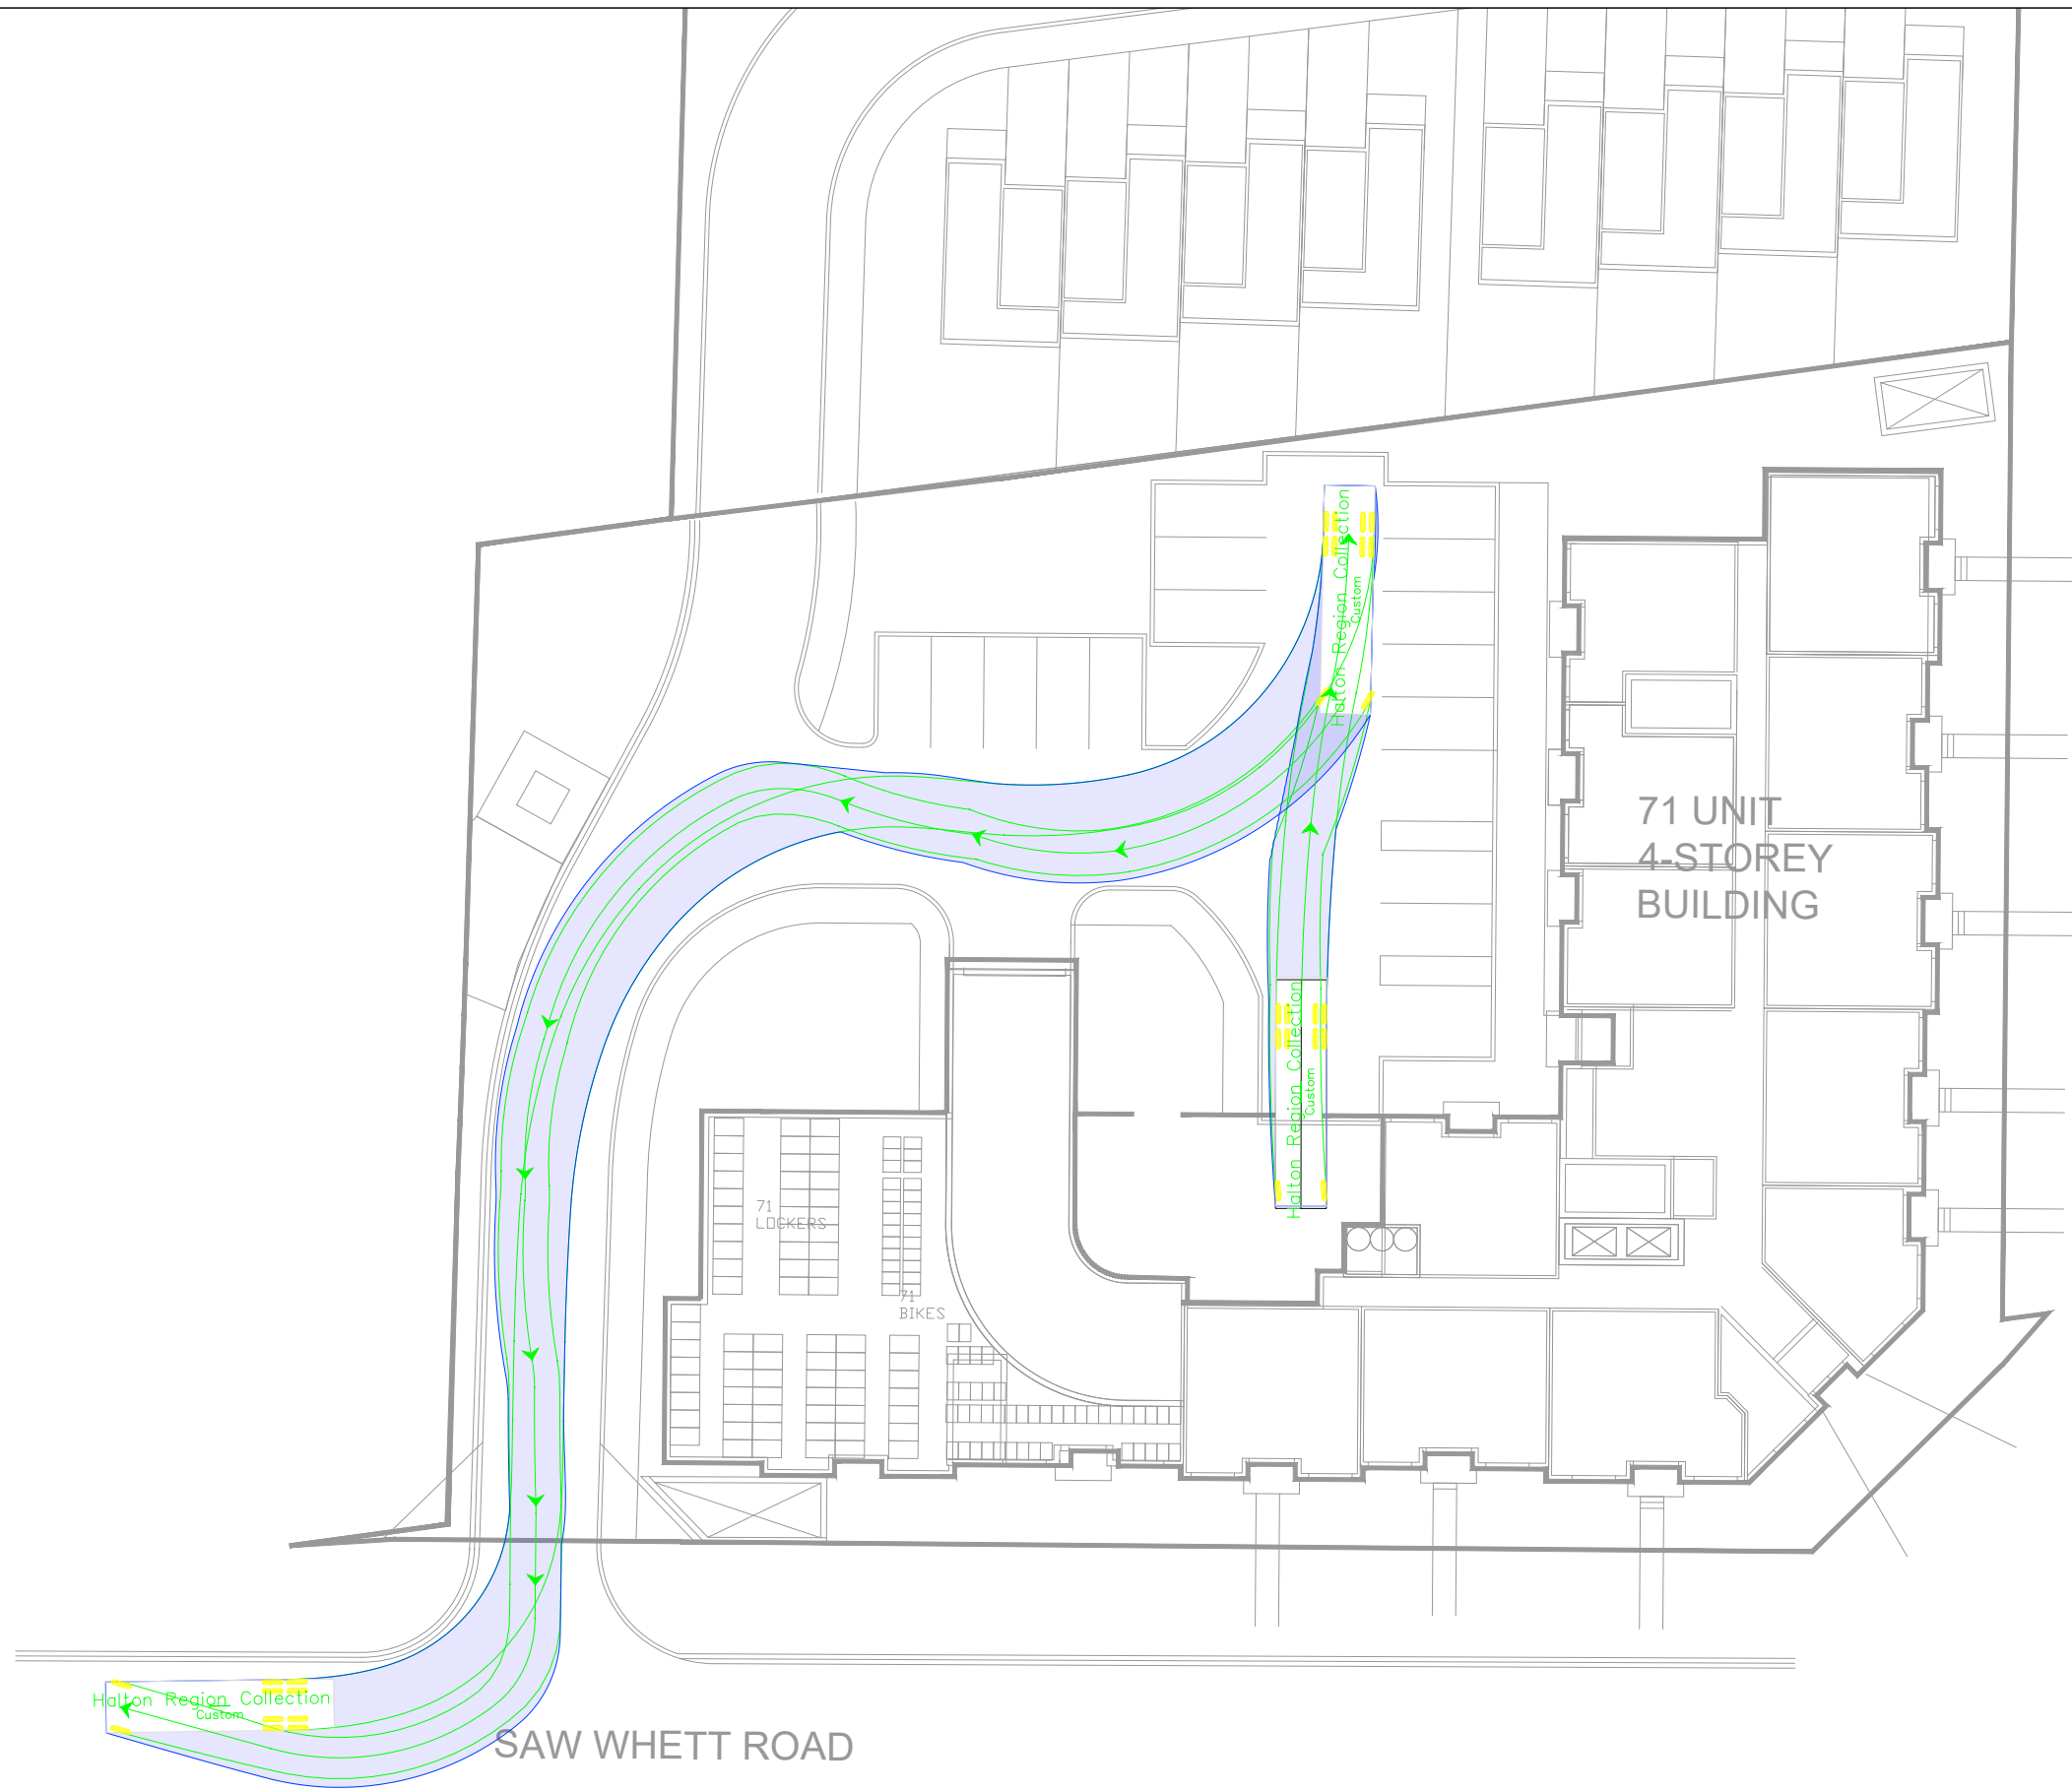 Halton Region Collection
Custom
71 UNIT
4-STOREY
BUILDING
Halton Region Collection
Custom
71
LOCKERS
71
BIKES
Halton Region Collection
Custom
SAW WHETT ROAD